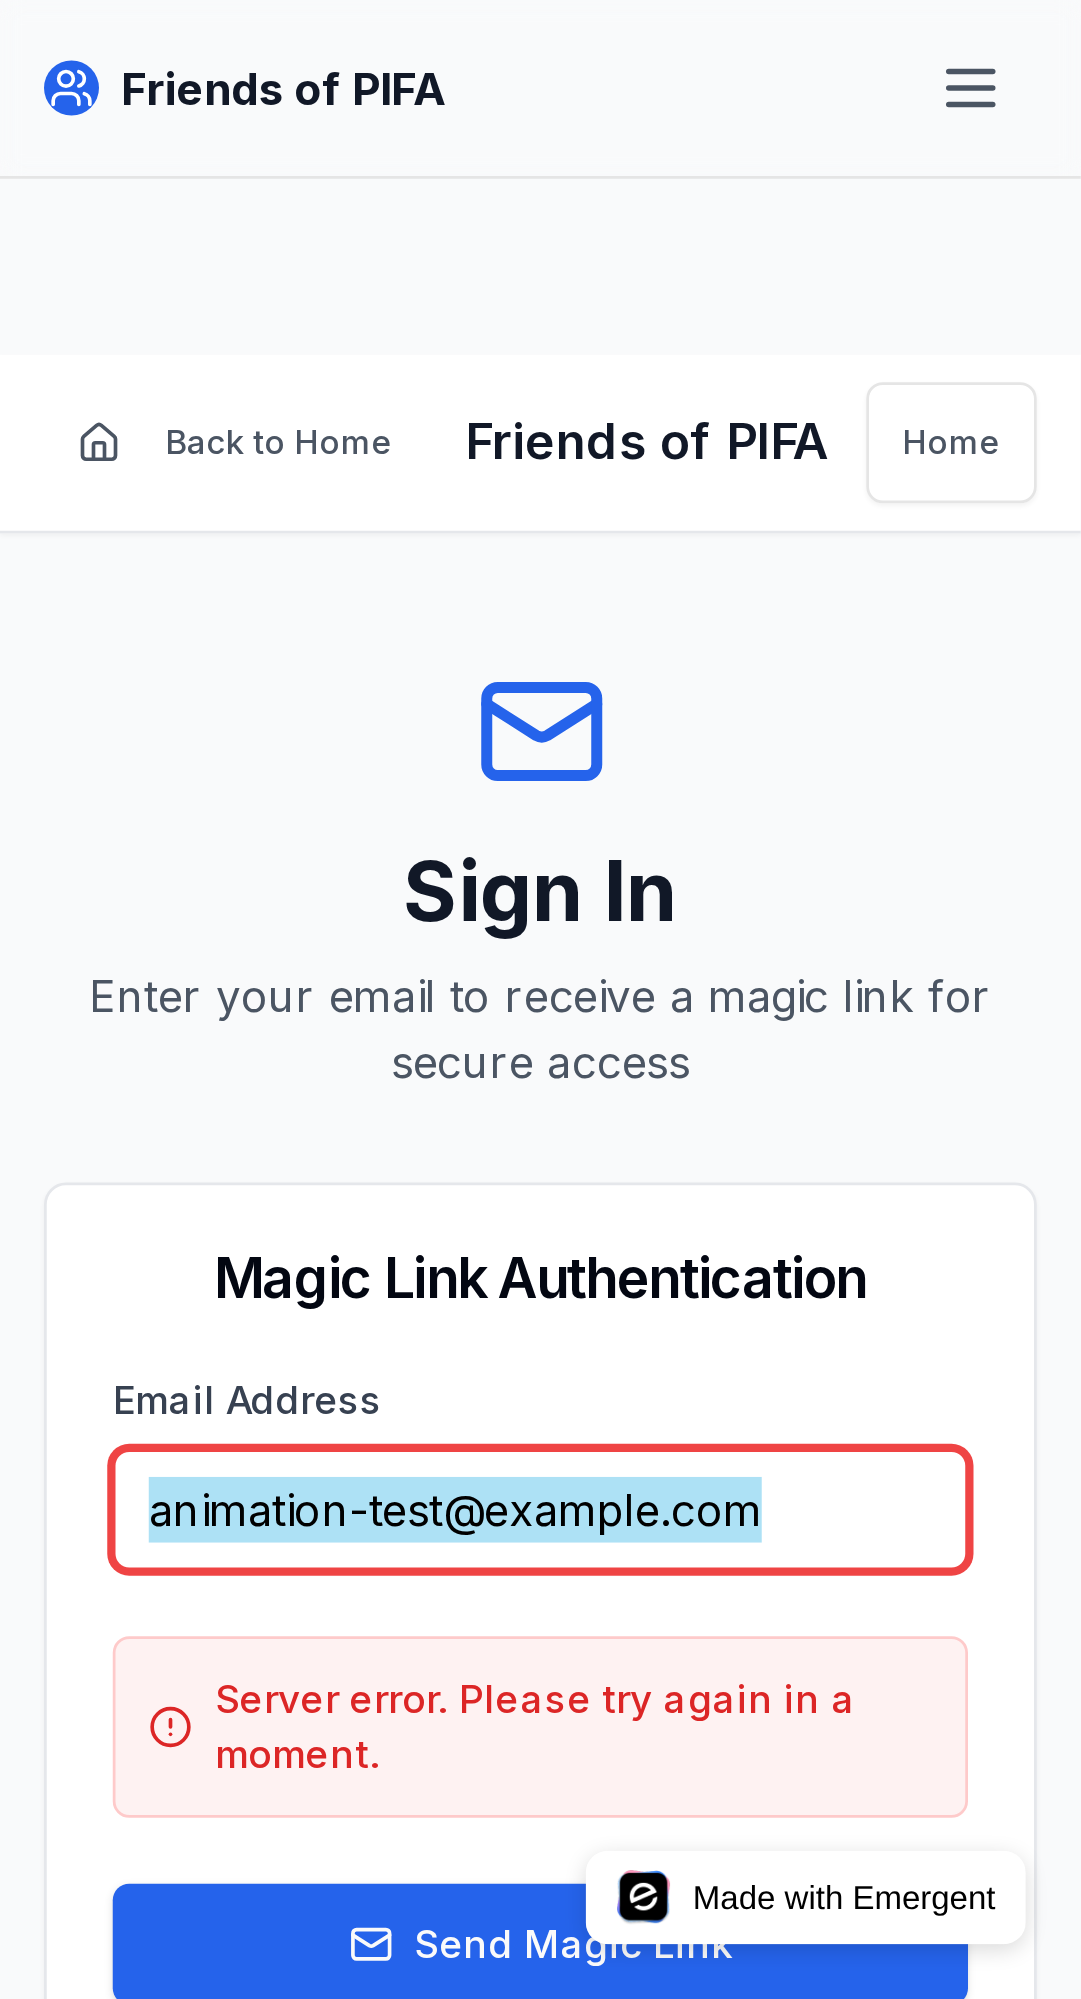 Friends of PIFA
Back to Home
Friends of PIFA
Home
Sign In
Enter your email to receive a magic link for
secure access
Magic Link Authentication
Email Address
animation-test@example.com
Server error. Please try again in a
moment.
Made with Emergent
Send Magic Link